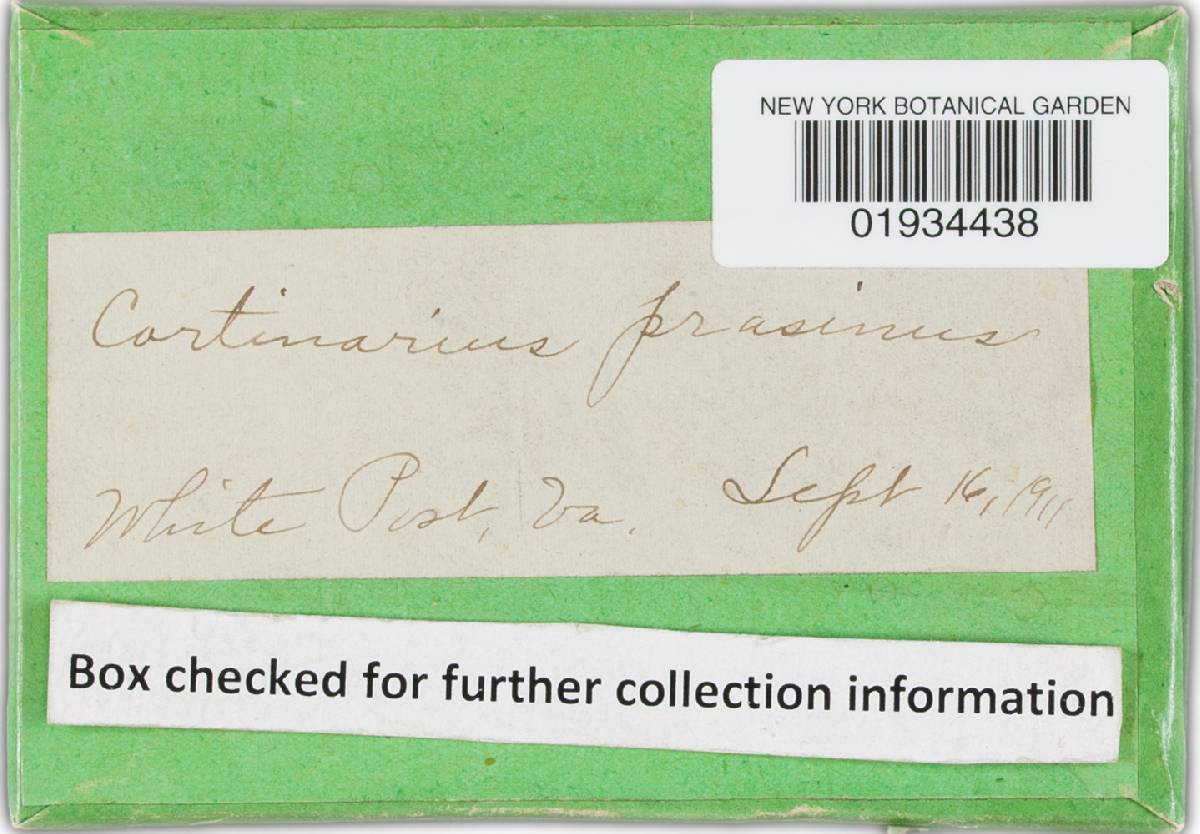 NEW YORK BOTANICAL GARDEN
01934438
Cortinarius prasinus
White Post, Va. Sept 16, 1911
Box checked for further collection information